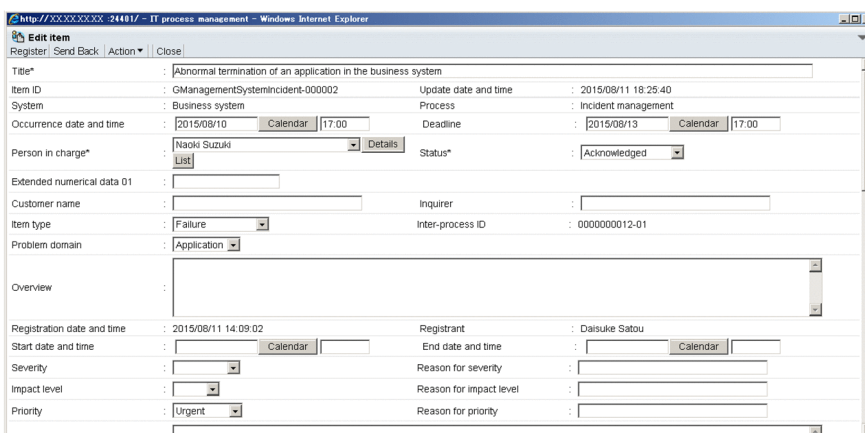 http://XX.XX.XX.XX :24401/ - IT process management - Windows Internet Explorer
Edit item
Register Send Back Action▼ Close
Title* : Abnormal termination of an application in the business system
Item ID : GManagementSystemIncident-000002 Update date and time : 2015/08/11 18:25:40
System : Business system Process : Incident management
Occurrence date and time : 2015/08/10 Calendar 17:00 Deadline : 2015/08/13 Calendar 17:00
Person in charge* : Naoki Suzuki Details Status* : Acknowledged
List
Extended numerical data 01 :
Customer name : Inquirer :
Item type : Failure Inter-process ID : 0000000012-01
Problem domain : Application
Overview :
Registration date and time : 2015/08/11 14:09:02 Registrant : Daisuke Satou
Start date and time : Calendar End date and time : Calendar
Severity : Reason for severity :
Impact level : Reason for impact level :
Priority : Urgent Reason for priority :